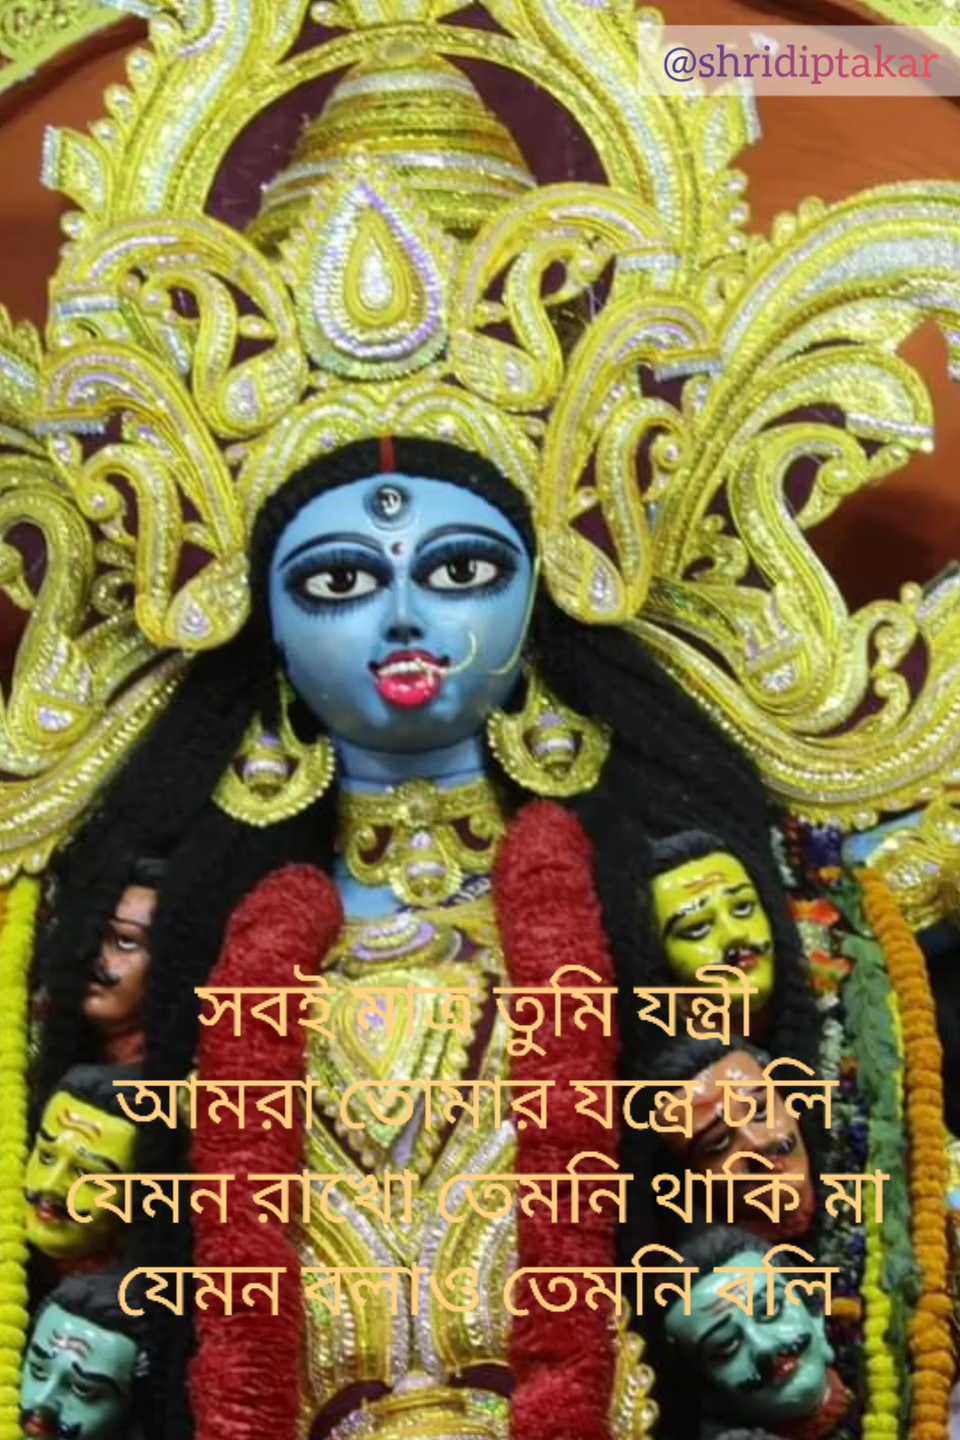 @shridiptakar
সবই মাত্র তুমি যন্ত্রী
আমরা তোমার যন্ত্রে চলি
যেমন রাখো তেমনি থাকি মা
যেমন বলাও তেমনি বলি